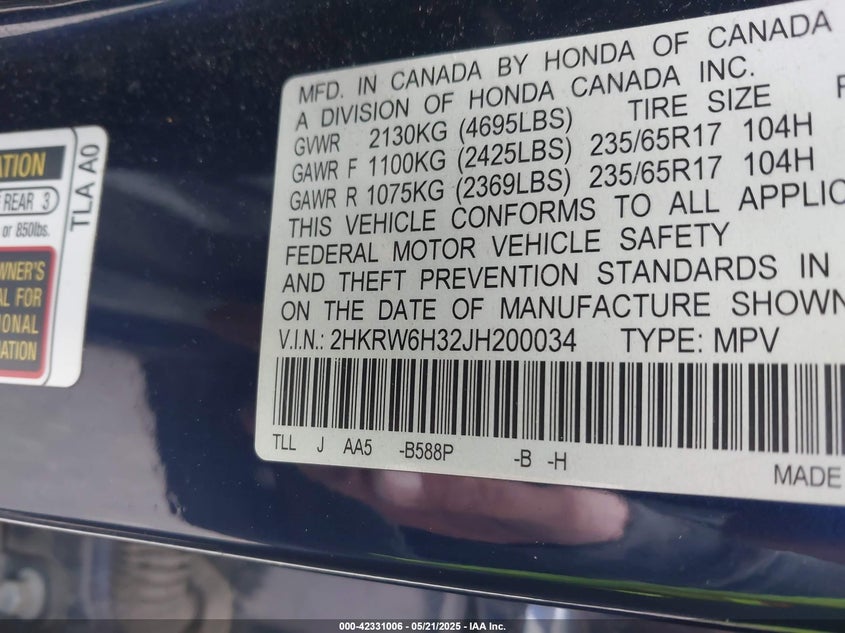 ATION
REAR 3
or 850lbs.
WNER'S
AL FOR
IONAL
MATION
TLA A0
MFD. IN CANADA BY HONDA OF CANADA
A DIVISION OF HONDA CANADA INC.
TIRE SIZE
GVWR 2130KG (4695LBS)
GAWR F 1100KG (2425LBS) 235/65R17 104H
GAWR R 1075KG (2369LBS) 235/65R17 104H
THIS VEHICLE CONFORMS TO ALL APPLIC
FEDERAL MOTOR VEHICLE SAFETY
AND THEFT PREVENTION STANDARDS IN
ON THE DATE OF MANUFACTURE SHOWN
V.I.N.: 2HKRW6H32JH200034 TYPE: MPV
TLL J AA5 -B588P -B -H
MADE
000-42331006 - 05/21/2025 - IAA Inc.